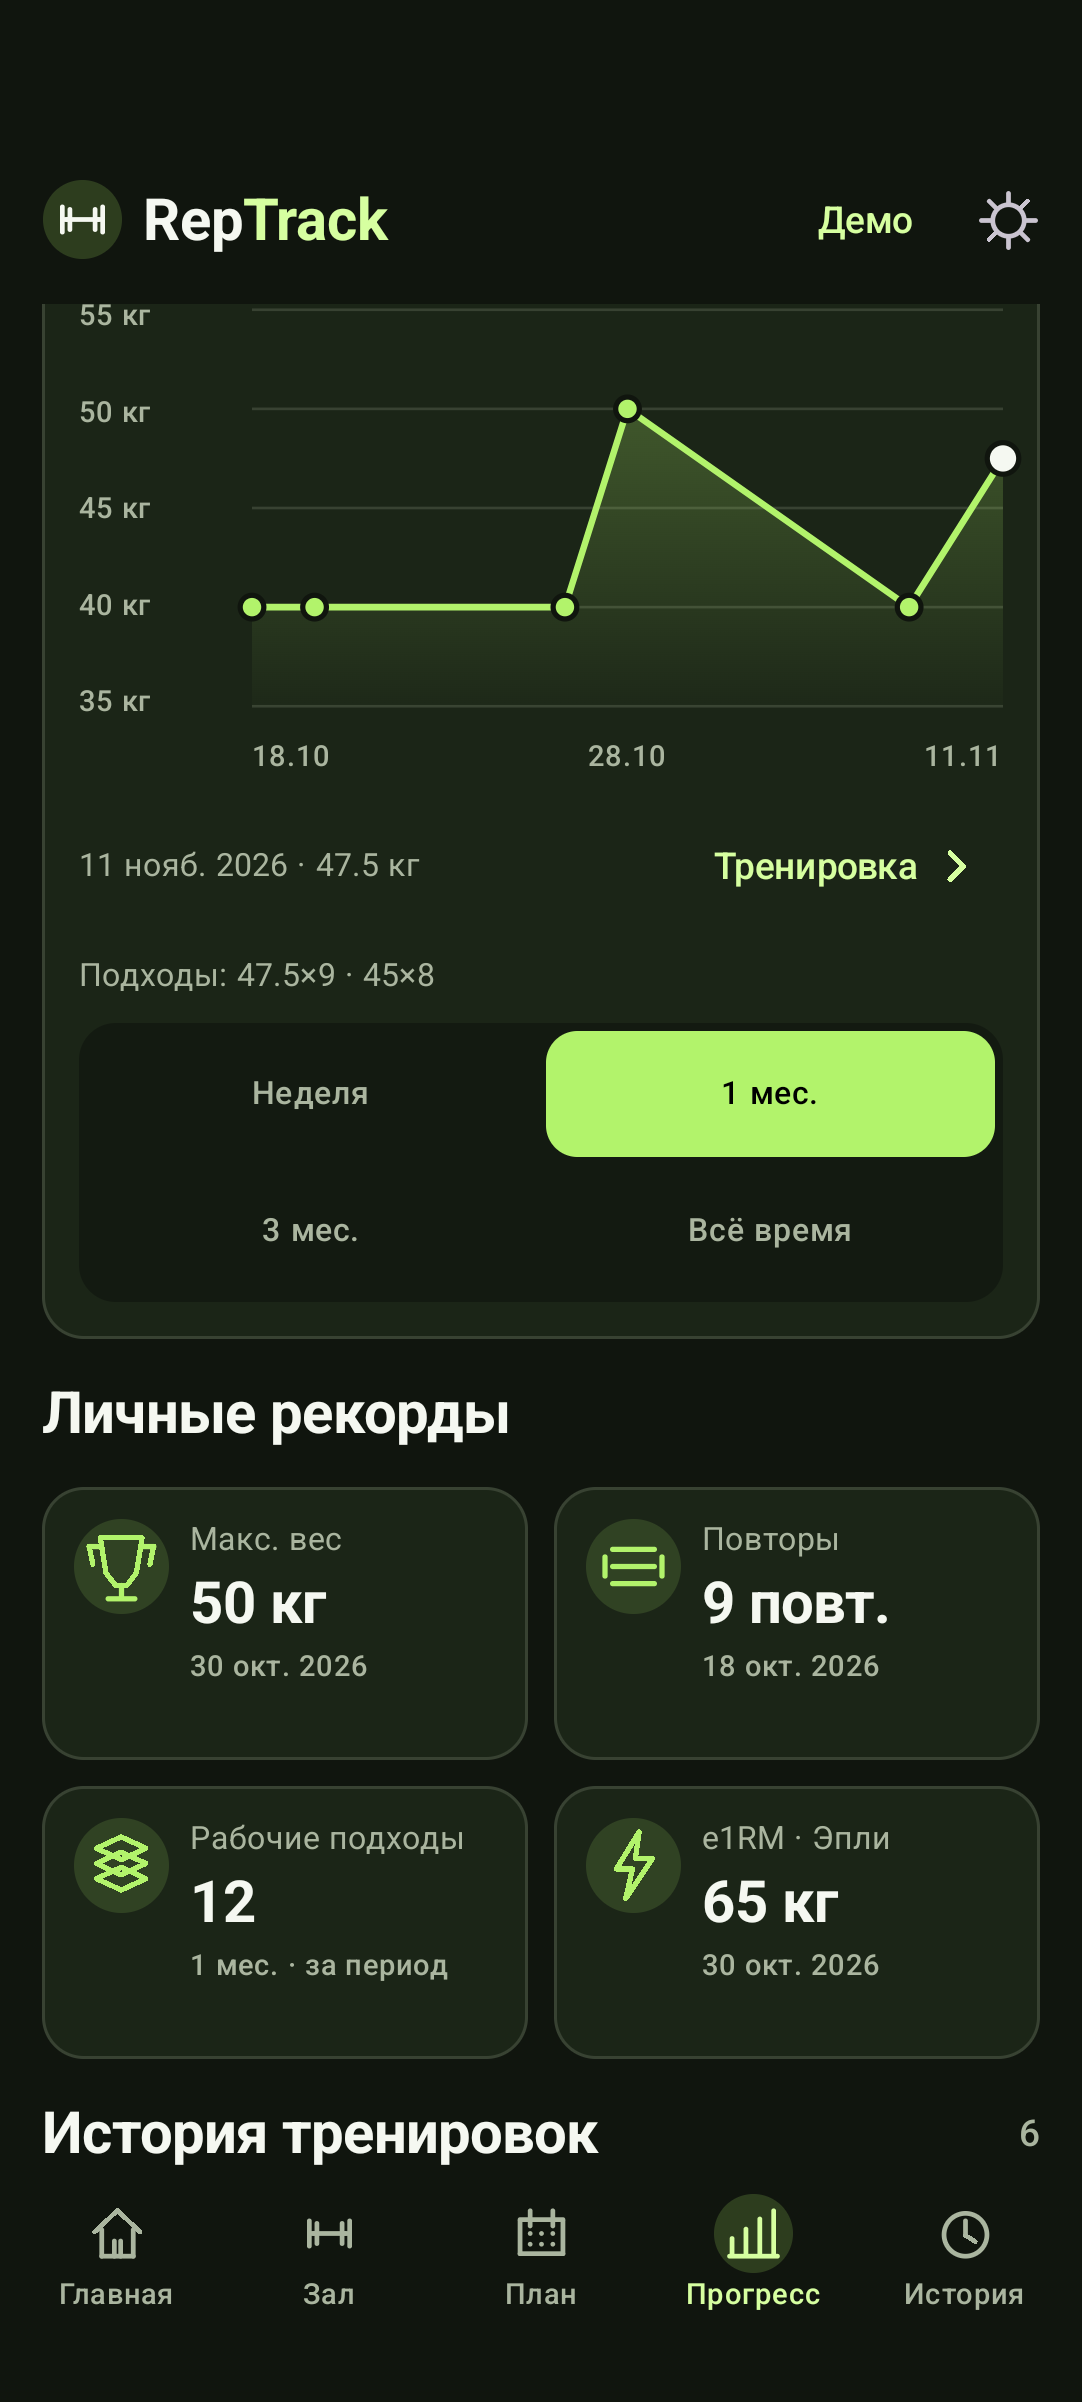 RepTrack
Демо
55 кг
50 кг
45 кг
40 кг
35 кг
18.10 28.10 11.11
11 нояб. 2026 · 47.5 кг
Тренировка
Подходы: 47.5×9 · 45×8
Неделя 1 мес.
3 мес. Всё время
Личные рекорды
Макс. вес
50 кг
30 окт. 2026
Повторы
9 повт.
18 окт. 2026
Рабочие подходы
12
1 мес. · за период
e1RM · Эпли
65 кг
30 окт. 2026
История тренировок 6
Главная Зал План Прогресс История